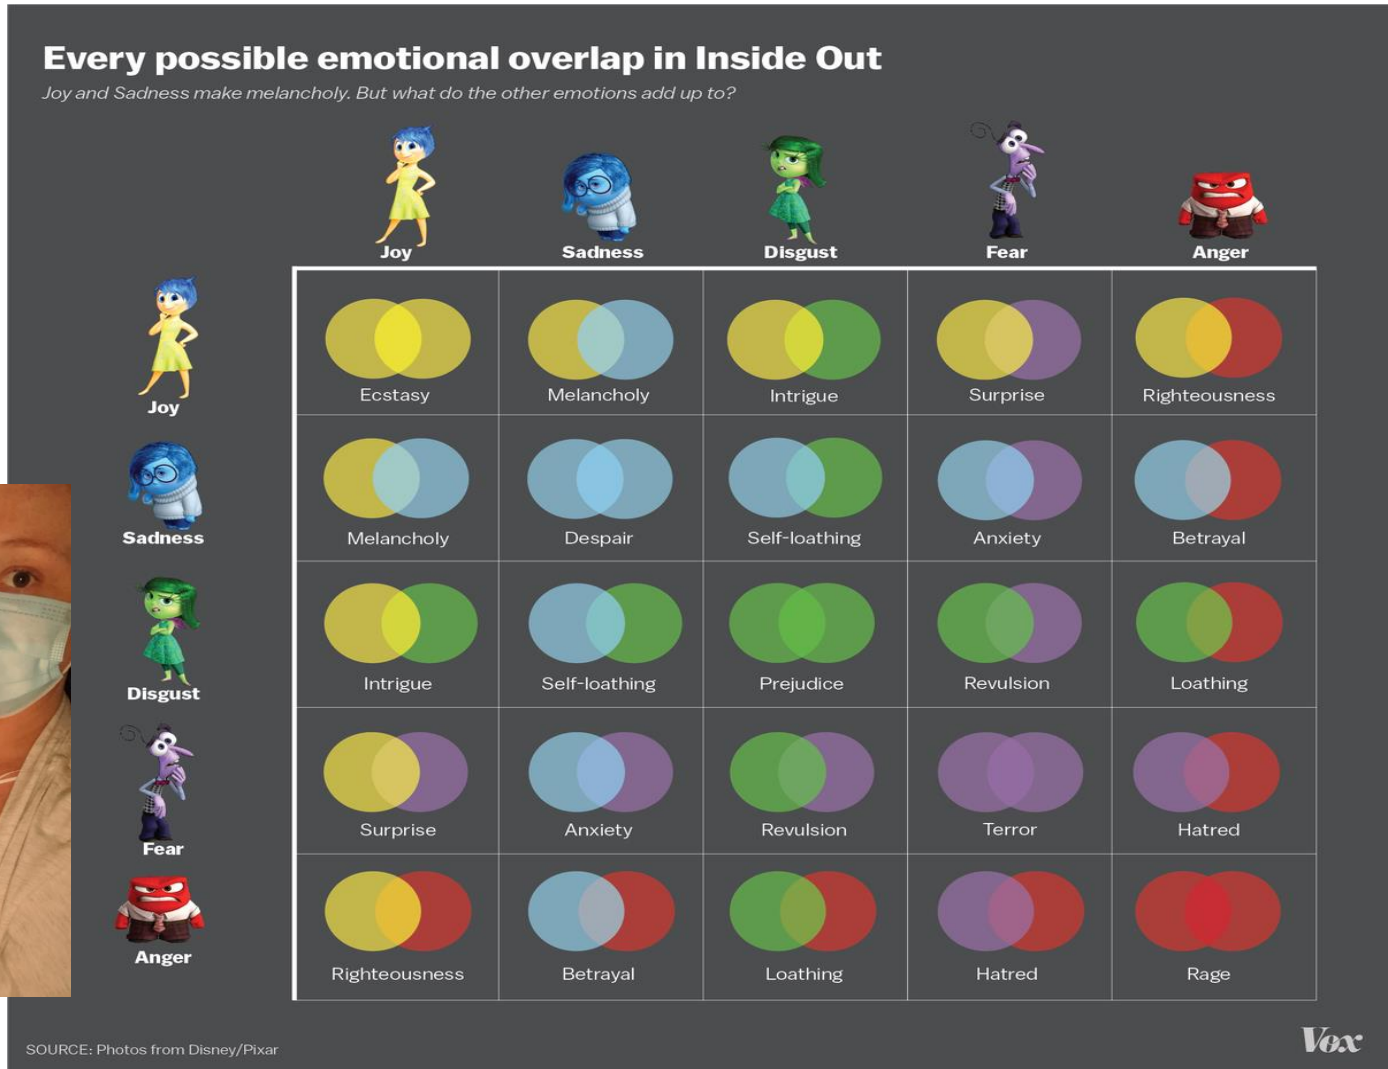 Every possible emotional overlap in Inside Out
Joy and Sadness make melancholy. But what do the other emotions add up to?
Joy Sadness Disgust Fear Anger
Joy
Ecstasy Melancholy Intrigue Surprise Righteousness
Sadness
Melancholy Despair Self-loathing Anxiety Betrayal
Disgust
Intrigue Self-loathing Prejudice Revulsion Loathing
Fear
Surprise Anxiety Revulsion Terror Hatred
Anger
Righteousness Betrayal Loathing Hatred Rage
SOURCE: Photos from Disney/Pixar
Vox